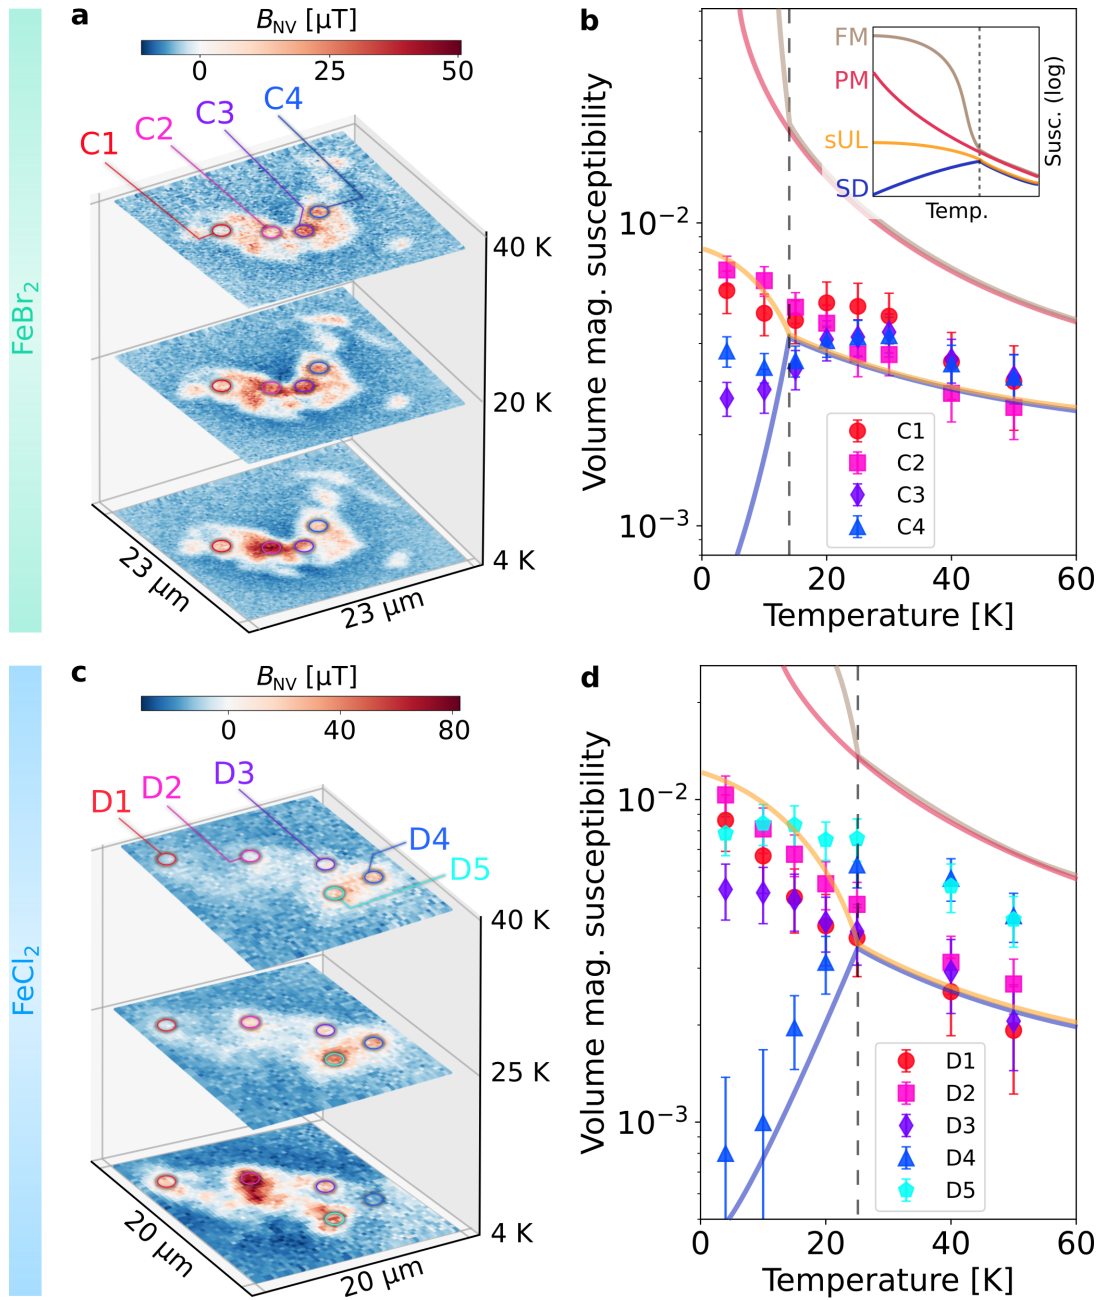 FeBr2
a
B_NV [μT]
0 25 50
C1
C2
C3
C4
40 K
20 K
4 K
23 μm
23 μm
b
Volume mag. susceptibility
10^−2
10^−3
0 20 40 60
Temperature [K]
FM
PM
sUL
SD
Temp.
Susc. (log)
C1
C2
C3
C4
FeCl2
c
B_NV [μT]
0 40 80
D1
D2
D3
D4
D5
40 K
25 K
4 K
20 μm
20 μm
d
Volume mag. susceptibility
10^−2
10^−3
0 20 40 60
Temperature [K]
D1
D2
D3
D4
D5